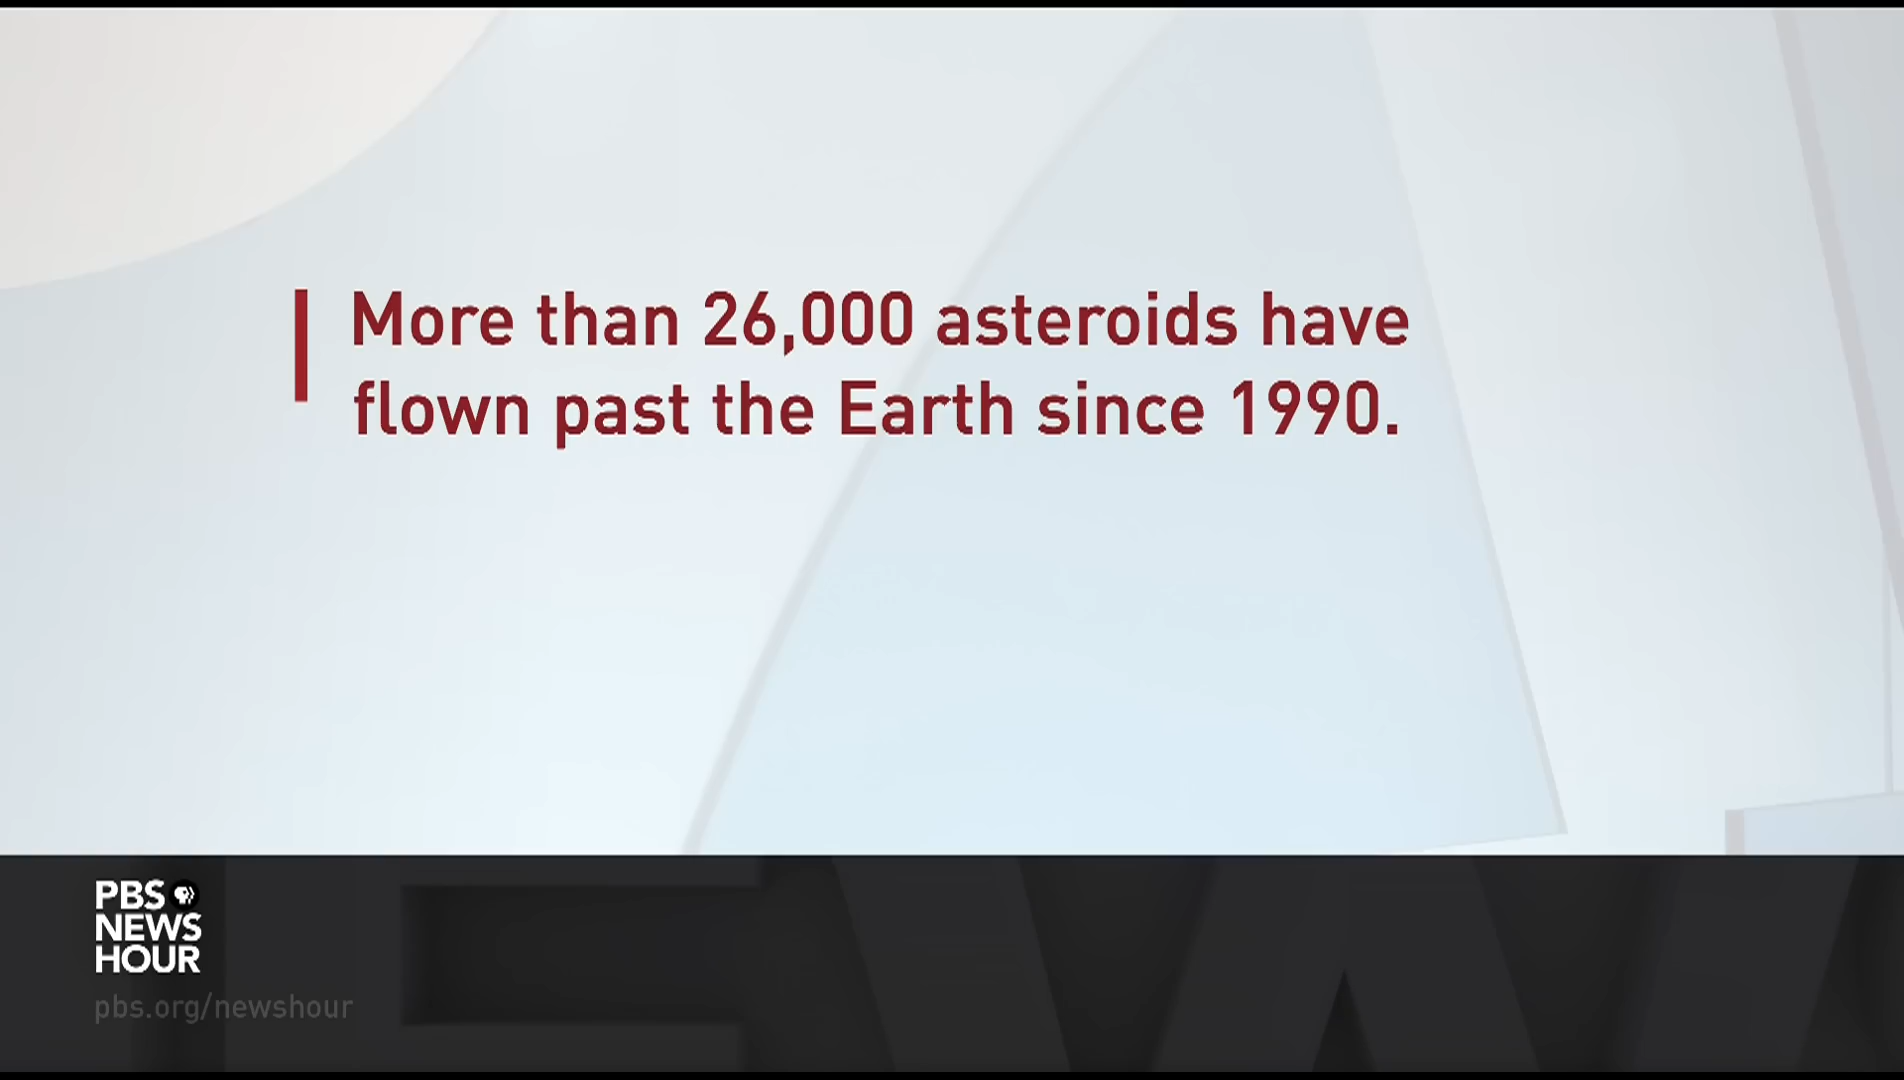 More than 26,000 asteroids have
flown past the Earth since 1990.
PBS
NEWS
HOUR
pbs.org/newshour